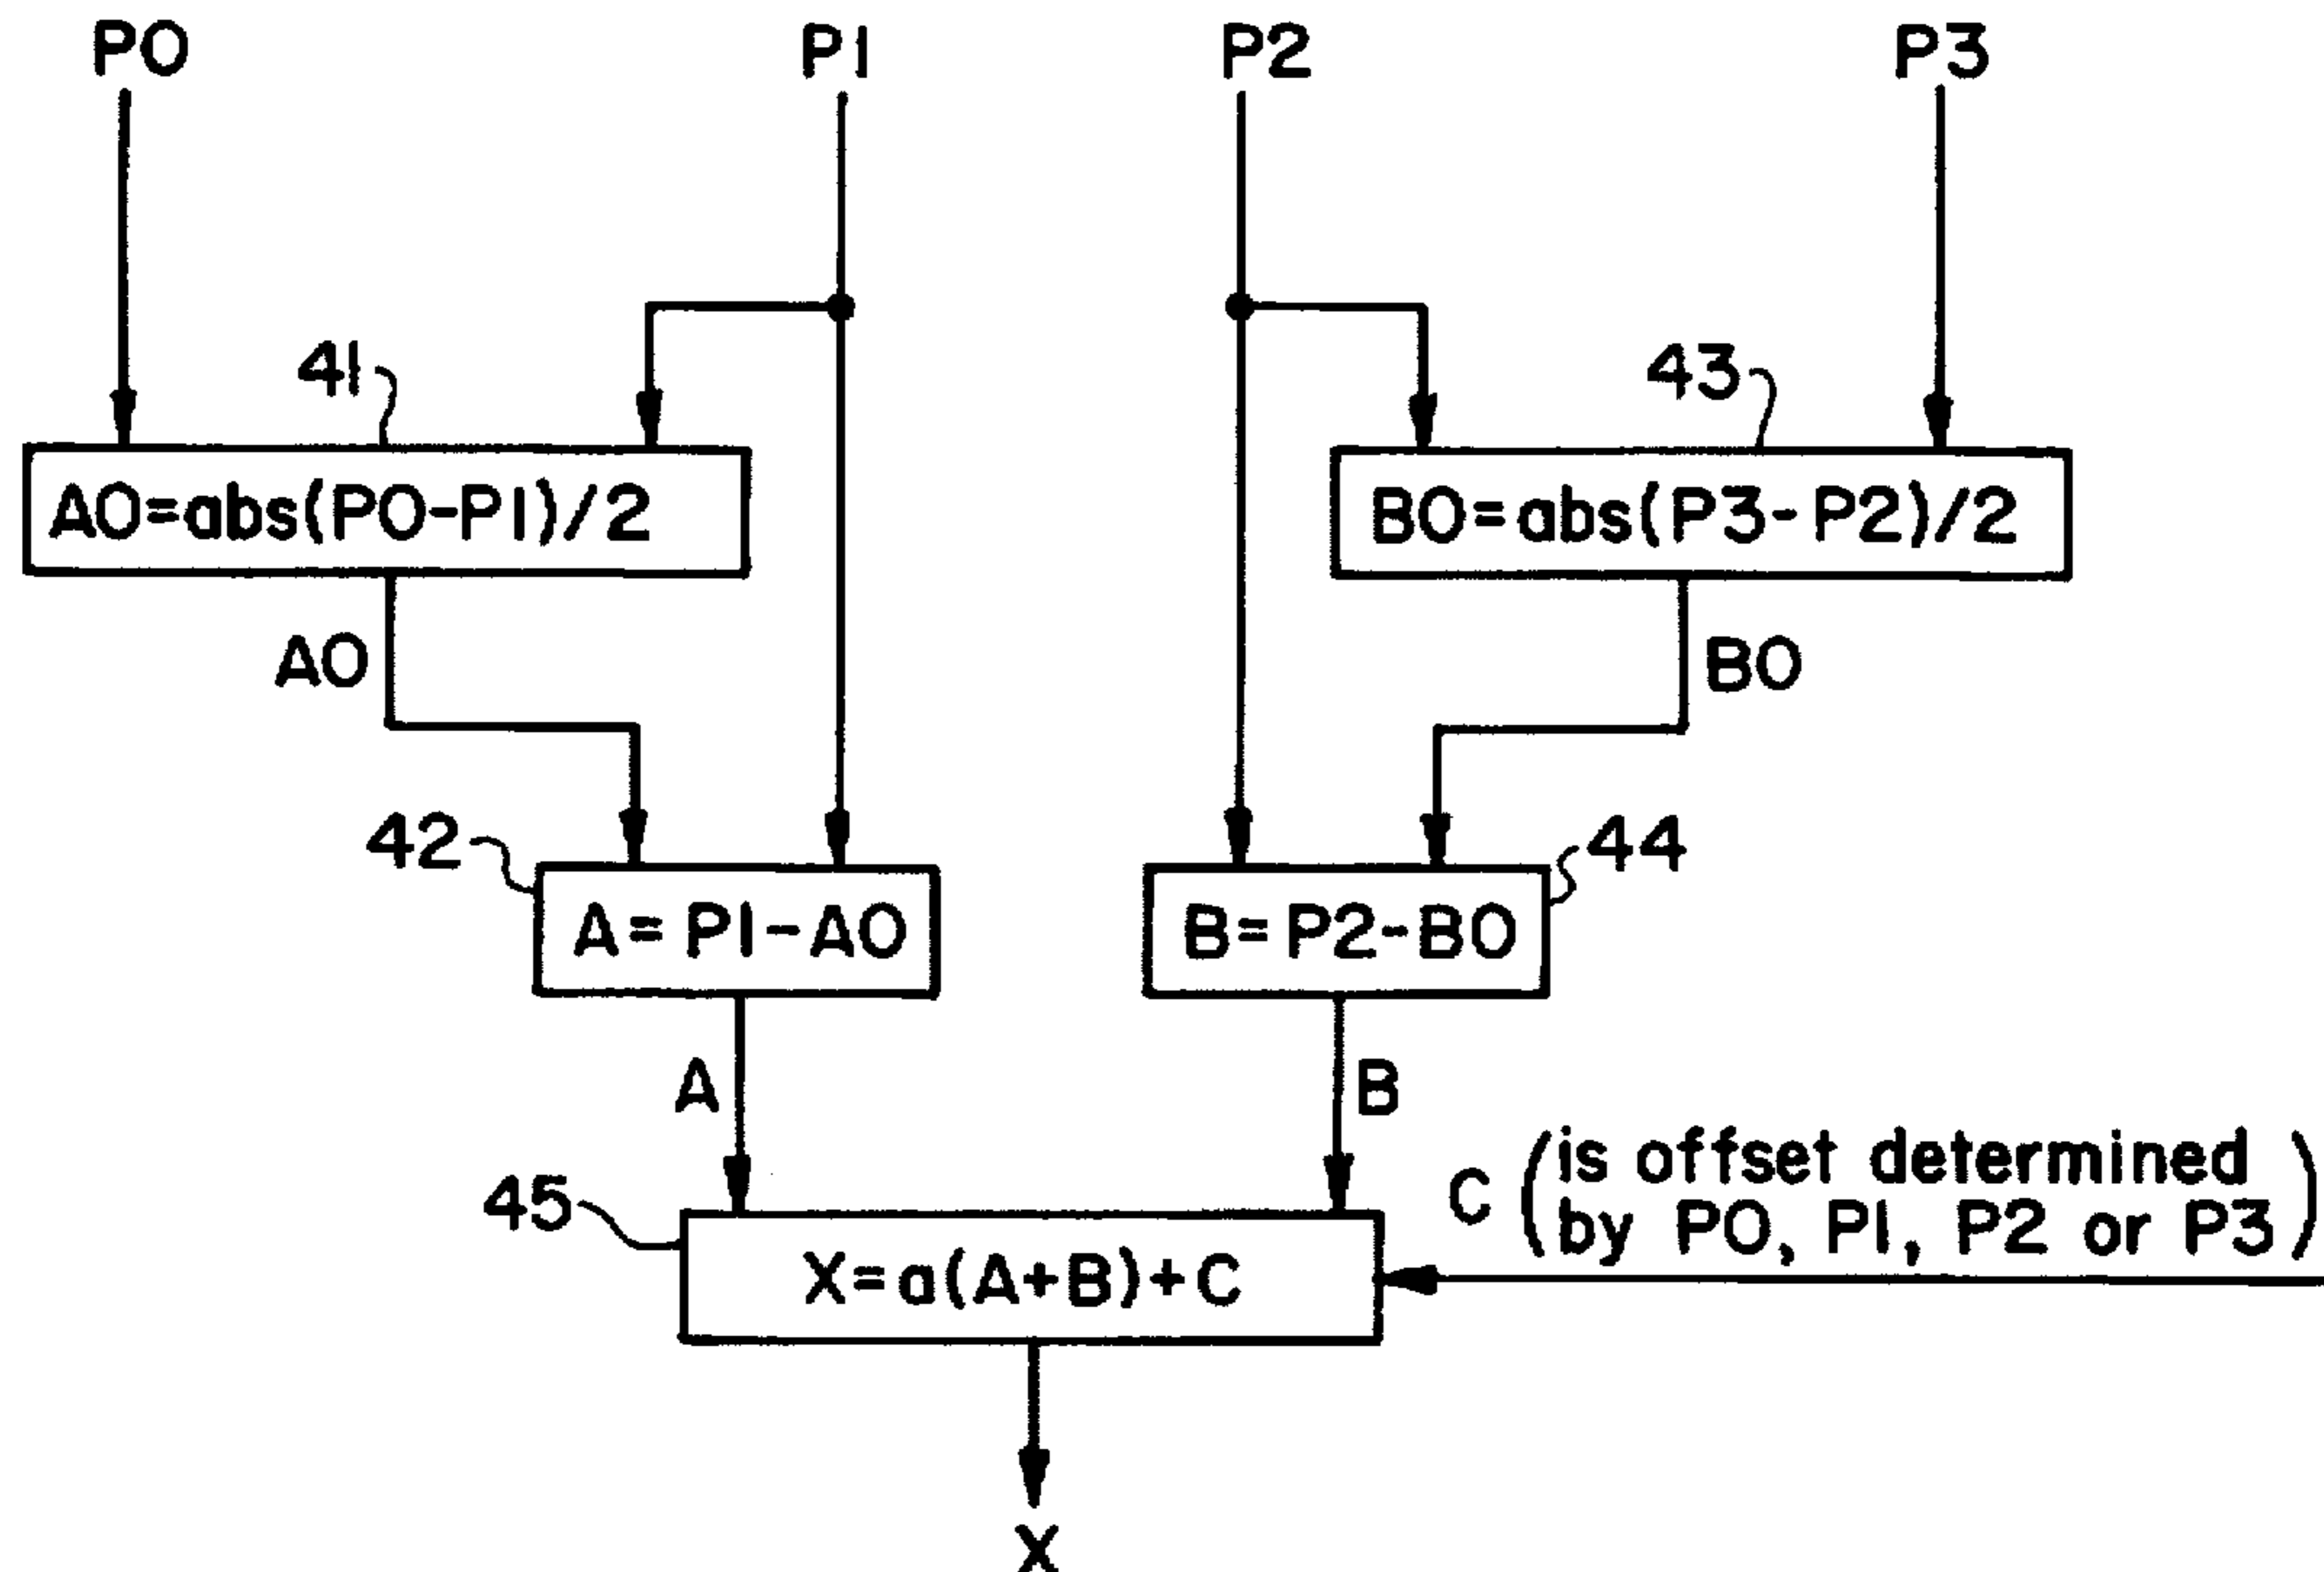 P0
P1
P2
P3
41
43
A0=abs(P0-P1)/2
B0=abs(P3-P2)/2
A0
B0
42
44
A=P1-A0
B=P2-B0
A
B
45
C (is offset determined
by P0, P1, P2 or P3)
X=a(A+B)+C
X